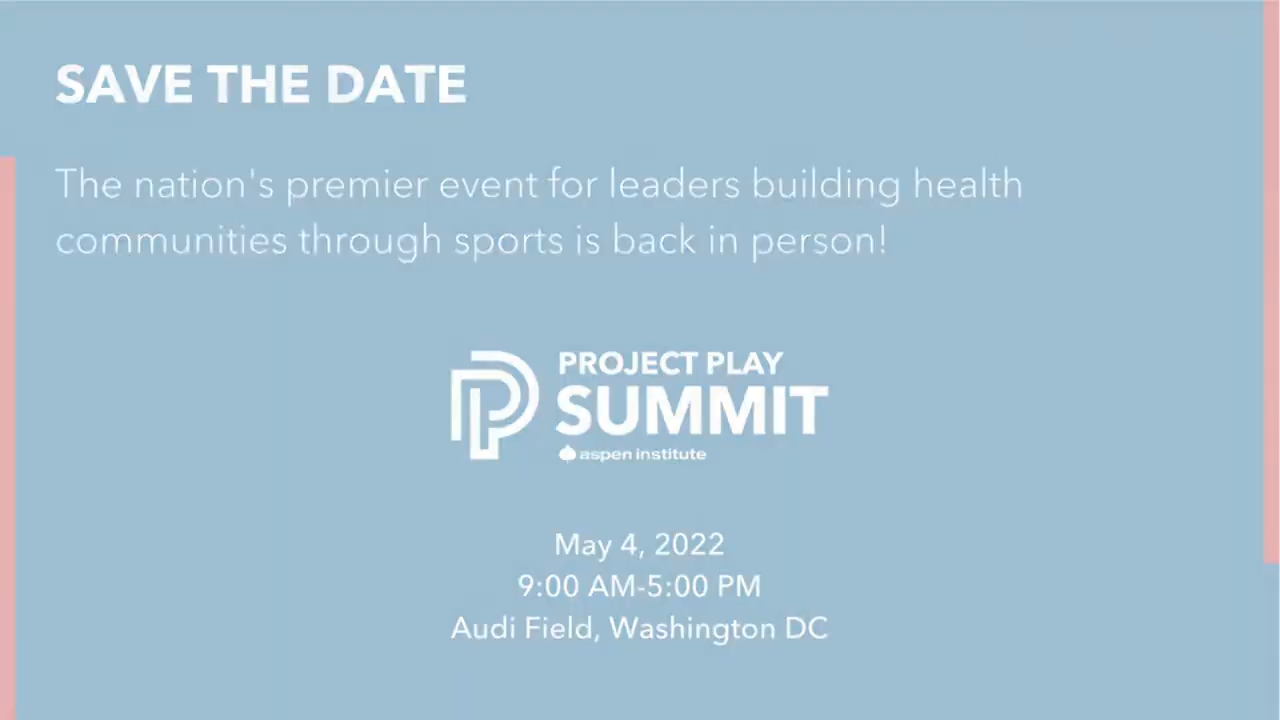 SAVE THE DATE
The nation's premier event for leaders building health
communities through sports is back in person!
PROJECT PLAY
SUMMIT
aspen institute
May 4, 2022
9:00 AM-5:00 PM
Audi Field, Washington DC